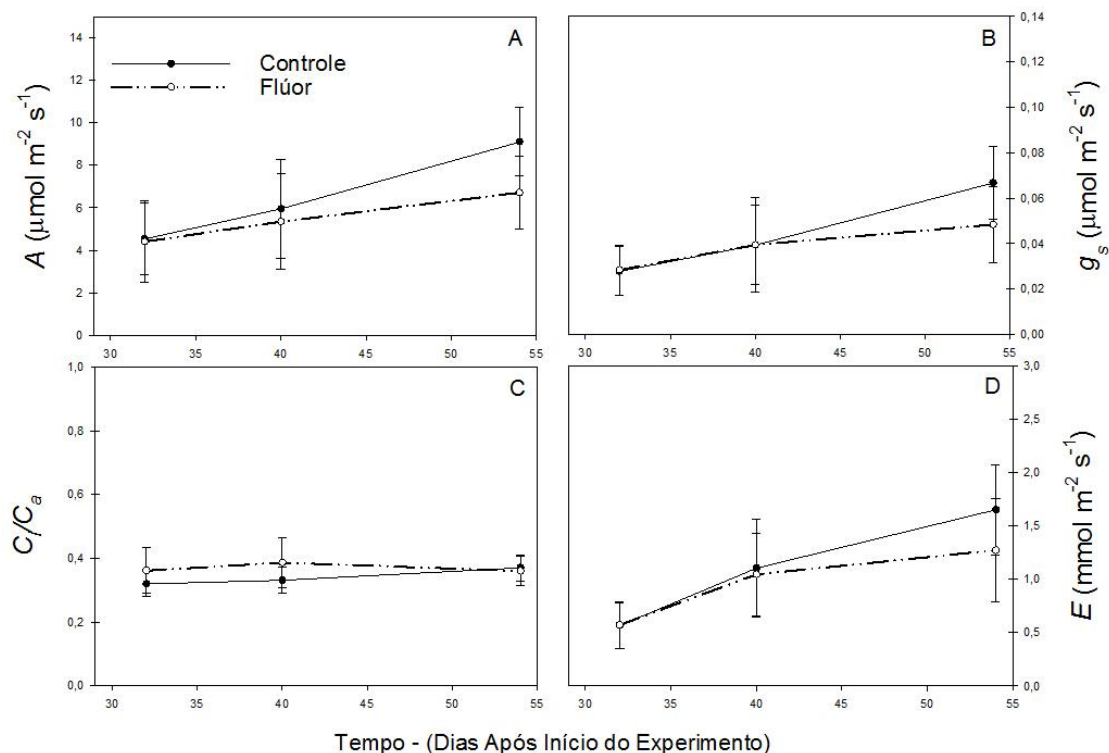 A
Controle
Flúor
14
12
10
8
6
4
2
0
A (µmol m⁻² s⁻¹)
30 35 40 45 50 55
B
0,14
0,12
0,10
0,08
0,06
0,04
0,02
0,00
gs (µmol m⁻² s⁻¹)
30 35 40 45 50 55
C
1,0
0,8
0,6
0,4
0,2
0,0
Ci/Ca
30 35 40 45 50 55
D
3,0
2,5
2,0
1,5
1,0
0,5
0,0
E (mmol m⁻² s⁻¹)
30 35 40 45 50 55
Tempo - (Dias Após Início do Experimento)